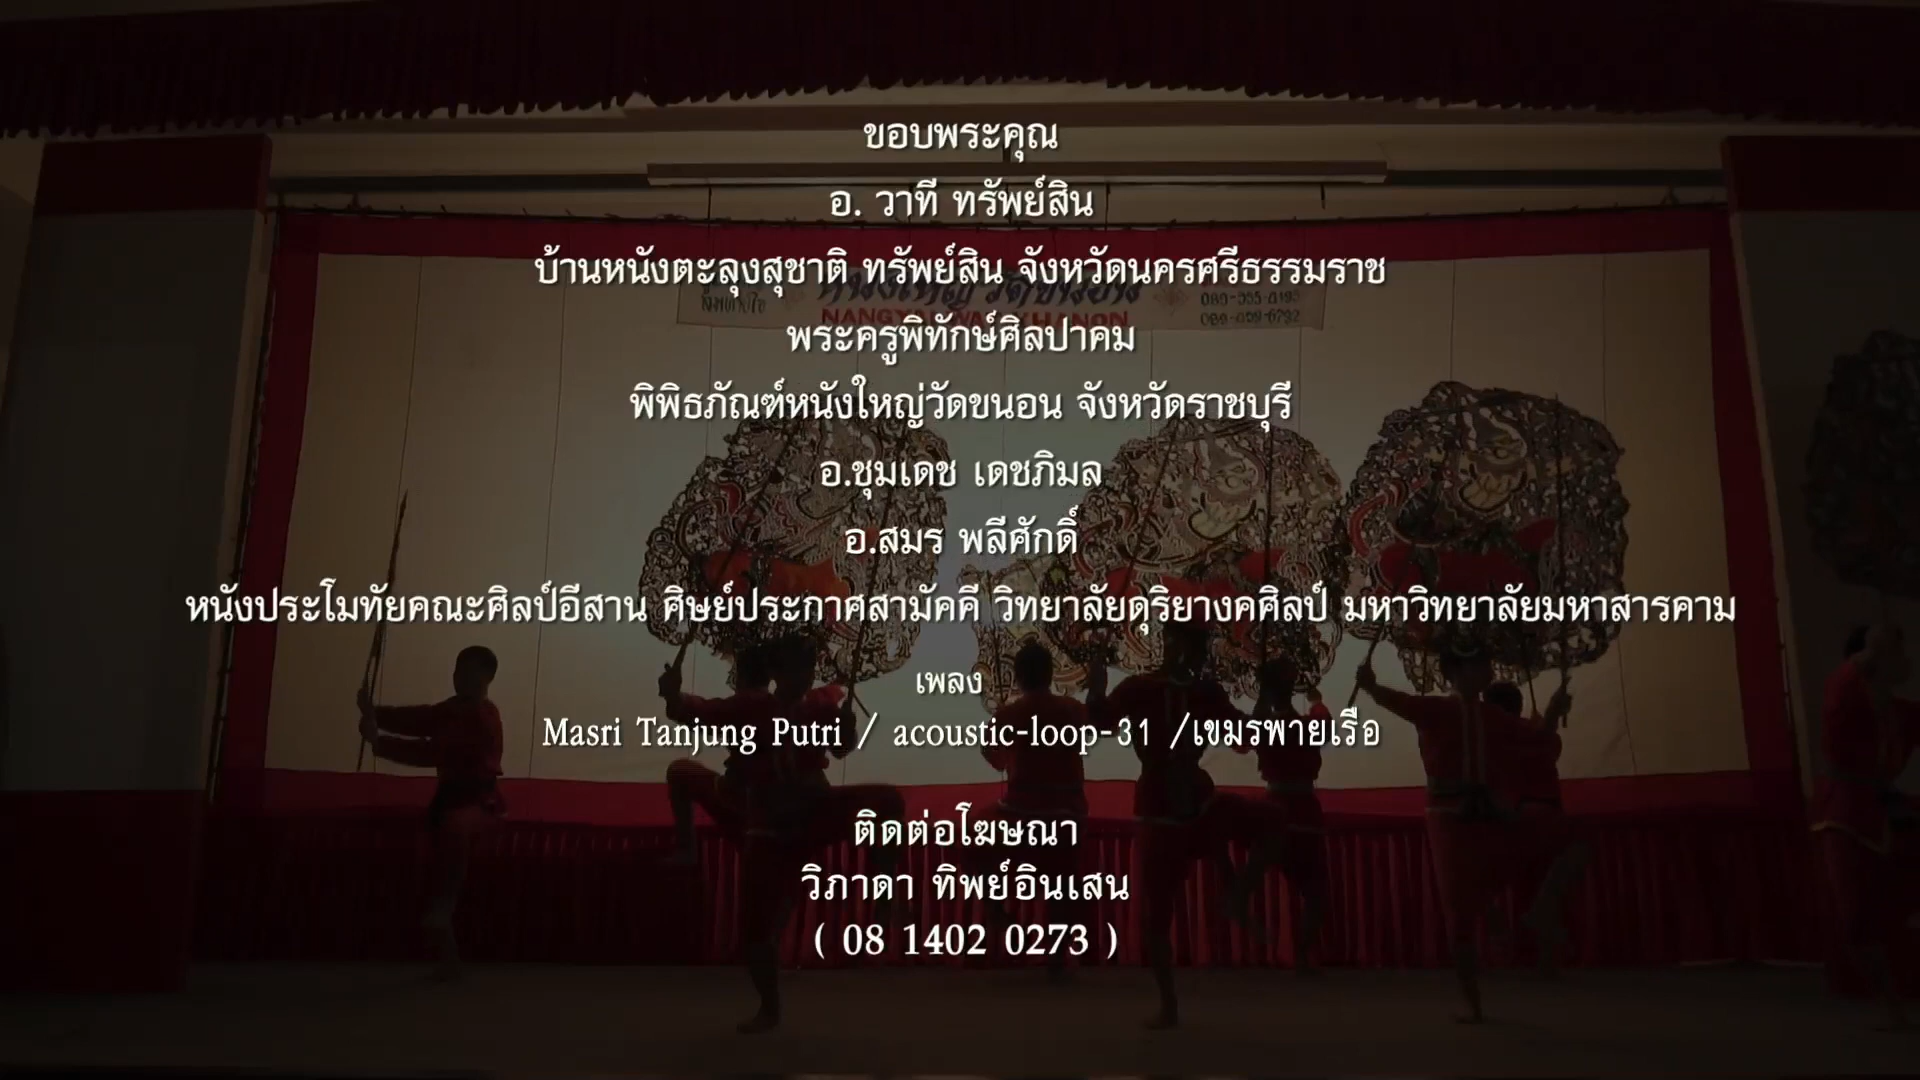 ขอบพระคุณ
อ. วาที ทรัพย์สิน
บ้านหนังตะลุงสุชาติ ทรัพย์สิน จังหวัดนครศรีธรรมราช
NANGYAI WAT KHANON
089-
พระครูพิทักษ์ศิลปาคม
พิพิธภัณฑ์หนังใหญ่วัดขนอน จังหวัดราชบุรี
อ.ชุมเดช เดชภิมล
อ.สมร พลีศักดิ์
หนังประโมทัยคณะศิลป์อีสาน ศิษย์ประกาศสามัคคี วิทยาลัยดุริยางคศิลป์ มหาวิทยาลัยมหาสารคาม
เพลง
Masri Tanjung Putri / acoustic-loop-31 /เขมรพายเรือ
ติดต่อโฆษณา
วิภาดา ทิพย์อินเสน
( 08 1402 0273 )